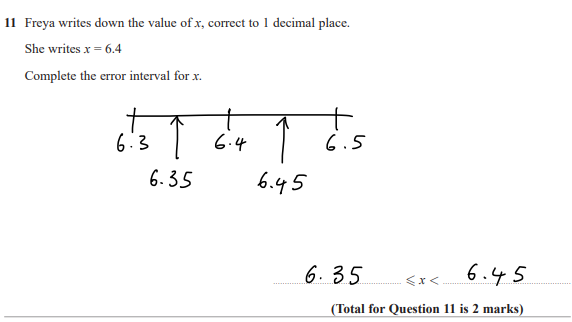 11 Freya writes down the value of x, correct to 1 decimal place.
She writes x = 6.4
Complete the error interval for x.
6.3 6.4 6.5
6.35 6.45
6.35 ⩽ x < 6.45
(Total for Question 11 is 2 marks)